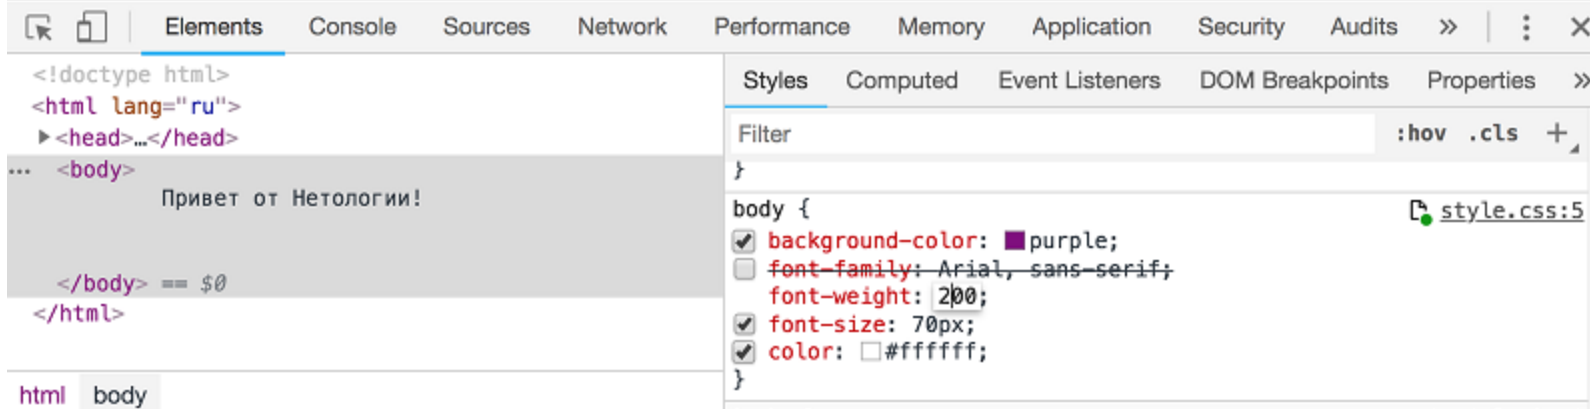 Elements Console Sources Network Performance Memory Application Security Audits »
<!doctype html>
<html lang="ru">
<head>…</head>
<body>
Привет от Нетологии!
</body> == $0
</html>
html body
Styles Computed Event Listeners DOM Breakpoints Properties »
Filter :hov .cls +
}
body { style.css:5
background-color: purple;
font-family: Arial, sans-serif;
font-weight: 200;
font-size: 70px;
color: #ffffff;
}